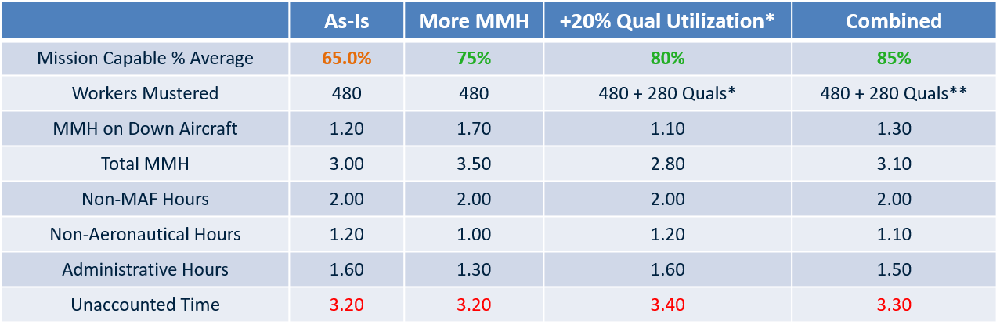 As-Is More MMH +20% Qual Utilization* Combined
Mission Capable % Average 65.0% 75% 80% 85%
Workers Mustered 480 480 480 + 280 Quals* 480 + 280 Quals**
MMH on Down Aircraft 1.20 1.70 1.10 1.30
Total MMH 3.00 3.50 2.80 3.10
Non-MAF Hours 2.00 2.00 2.00 2.00
Non-Aeronautical Hours 1.20 1.00 1.20 1.10
Administrative Hours 1.60 1.30 1.60 1.50
Unaccounted Time 3.20 3.20 3.40 3.30